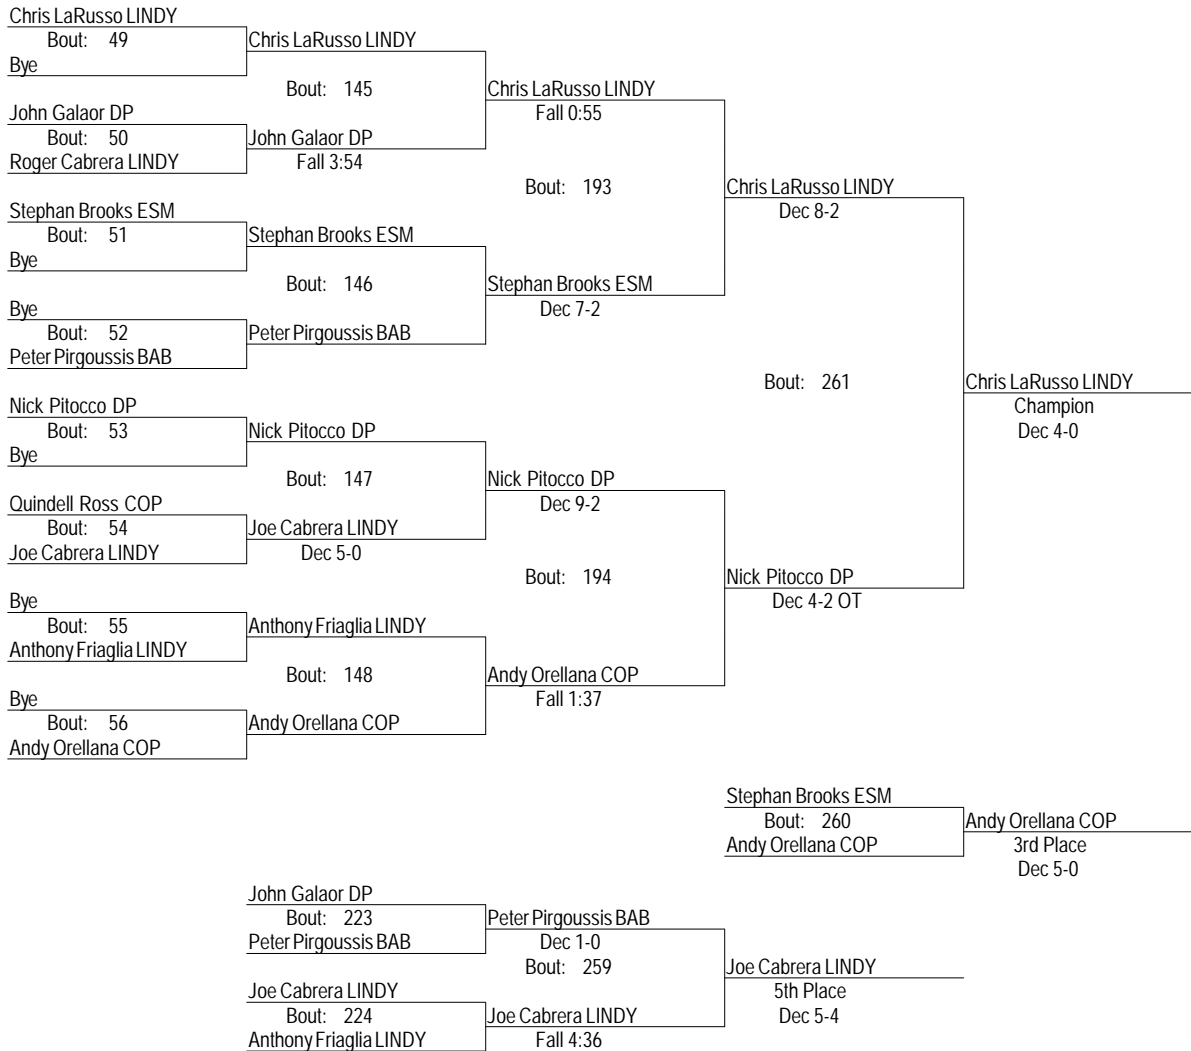 Chris LaRusso LINDY
Bout: 49
Bye
Chris LaRusso LINDY
Bout: 145
John Galaor DP
Bout: 50
Roger Cabrera LINDY
John Galaor DP
Fall 3:54
Chris LaRusso LINDY
Fall 0:55
Bout: 193
Stephan Brooks ESM
Bout: 51
Bye
Stephan Brooks ESM
Bout: 146
Bye
Bout: 52
Peter Pirgoussis BAB
Peter Pirgoussis BAB
Stephan Brooks ESM
Dec 7-2
Chris LaRusso LINDY
Dec 8-2
Bout: 261
Nick Pitocco DP
Bout: 53
Bye
Nick Pitocco DP
Bout: 147
Quindell Ross COP
Bout: 54
Joe Cabrera LINDY
Joe Cabrera LINDY
Dec 5-0
Nick Pitocco DP
Dec 9-2
Bout: 194
Bye
Bout: 55
Anthony Friaglia LINDY
Anthony Friaglia LINDY
Bout: 148
Bye
Bout: 56
Andy Orellana COP
Andy Orellana COP
Andy Orellana COP
Fall 1:37
Nick Pitocco DP
Dec 4-2 OT
Chris LaRusso LINDY
Champion
Dec 4-0
Stephan Brooks ESM
Bout: 260
Andy Orellana COP
Andy Orellana COP
3rd Place
Dec 5-0
John Galaor DP
Bout: 223
Peter Pirgoussis BAB
Peter Pirgoussis BAB
Dec 1-0
Bout: 259
Joe Cabrera LINDY
Bout: 224
Anthony Friaglia LINDY
Joe Cabrera LINDY
Fall 4:36
Joe Cabrera LINDY
5th Place
Dec 5-4